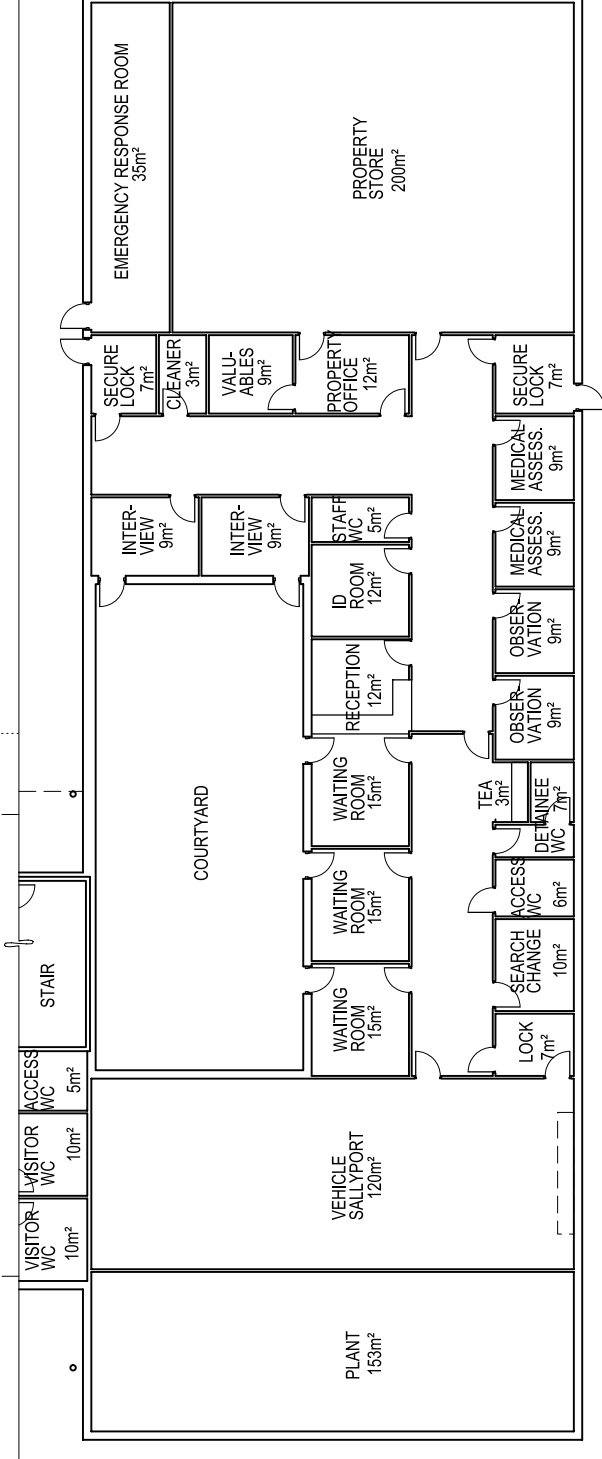 EMERGENCY RESPONSE ROOM
35m²
PROPERTY
STORE
200m²
SECURE
LOCK
7m²
CLEANER
3m²
VALU-
ABLES
9m²
PROPERTY
OFFICE
12m²
SECURE
LOCK
7m²
MEDICAL
ASSESS.
9m²
INTER-
VIEW
9m²
INTER-
VIEW
9m²
STAFF
WC
5m²
MEDICAL
ASSESS.
9m²
ID
ROOM
12m²
OBSER-
VATION
9m²
RECEPTION
12m²
OBSER-
VATION
9m²
WAITING
ROOM
15m²
TEA
3m²
DETAINEE
WC
7m²
COURTYARD
WAITING
ROOM
15m²
ACCESS
WC
6m²
STAIR
WAITING
ROOM
15m²
SEARCH
CHANGE
10m²
LOCK
7m²
ACCESS
WC
5m²
VISITOR
WC
10m²
VISITOR
WC
10m²
VEHICLE
SALLYPORT
120m²
PLANT
153m²